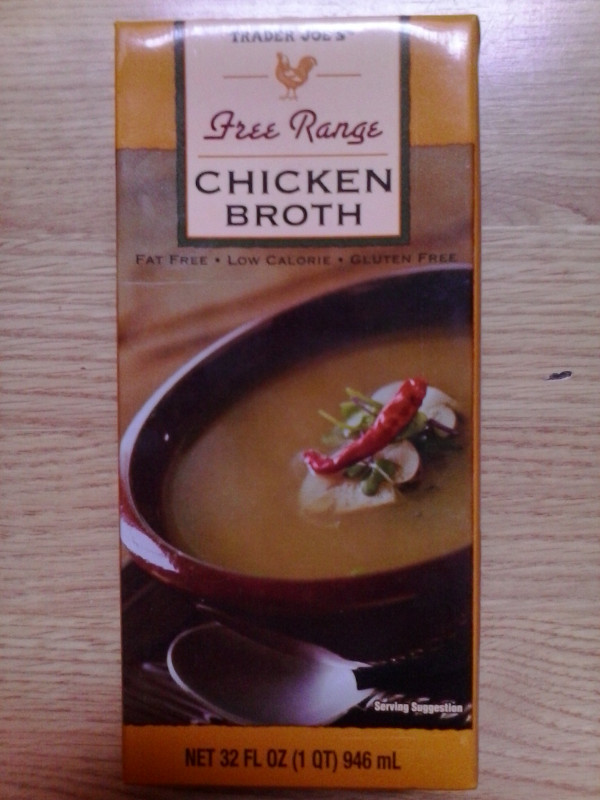 TRADER JOE'S
Free Range
CHICKEN
BROTH
FAT FREE • LOW CALORIE • GLUTEN FREE
Serving Suggestion
NET 32 FL OZ (1 QT) 946 mL